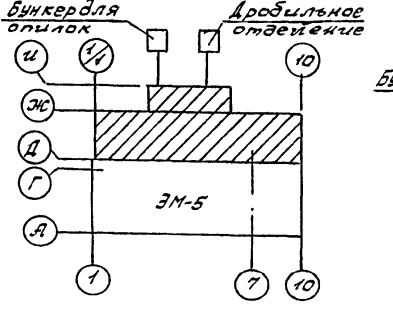 Бункер для
опилок
Дробильное
отделение
И
1/1
10
Бу
Ж
Д
Г
ЭМ-5
А
1
7
10